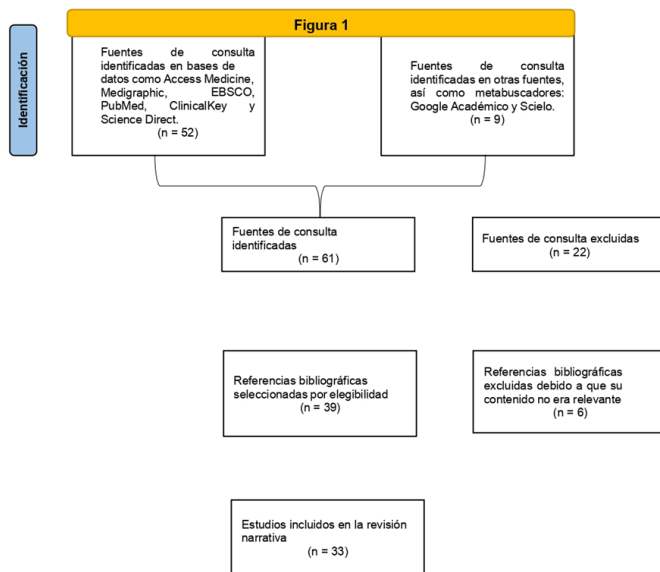 Figura 1
Identificación
Fuentes de consulta
identificadas en bases de
datos como Access Medicine,
Medigraphic, EBSCO,
PubMed, ClinicalKey y
Science Direct.
(n = 52)
Fuentes de consulta
identificadas en otras fuentes,
así como metabuscadores:
Google Académico y Scielo.
(n = 9)
Fuentes de consulta
identificadas
(n = 61)
Fuentes de consulta excluidas
(n = 22)
Referencias bibliográficas
seleccionadas por elegibilidad
(n = 39)
Referencias bibliográficas
excluidas debido a que su
contenido no era relevante
(n = 6)
Estudios incluidos en la revisión
narrativa
(n = 33)